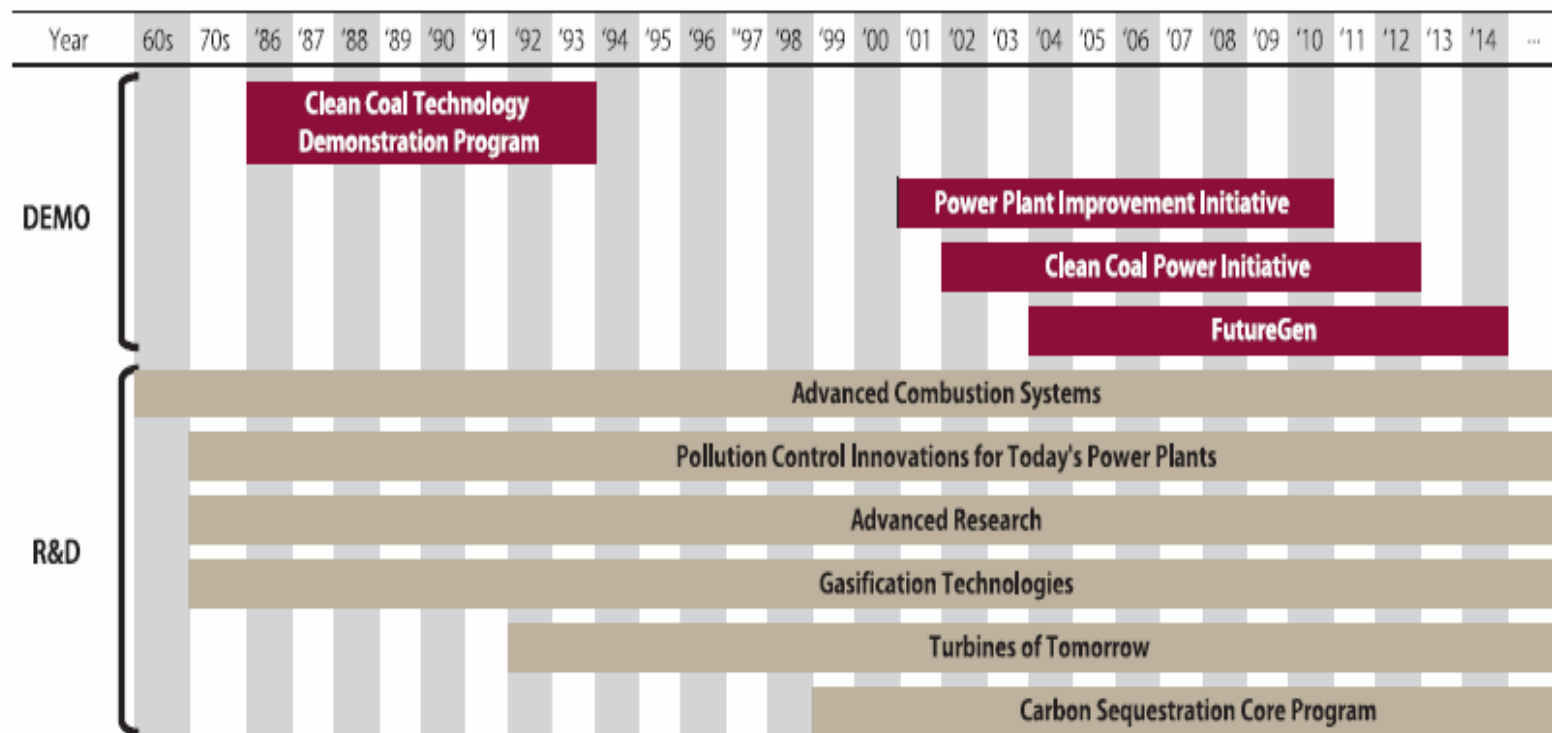 Year 60s 70s '86 '87 '88 '89 '90 '91 '92 '93 '94 '95 '96 "97 '98 '99 '00 '01 '02 '03 '04 '05 '06 '07 '08 '09 '10 '11 '12 '13 '14 ...
DEMO
Clean Coal Technology
Demonstration Program
Power Plant Improvement Initiative
Clean Coal Power Initiative
FutureGen
R&D
Advanced Combustion Systems
Pollution Control Innovations for Today's Power Plants
Advanced Research
Gasification Technologies
Turbines of Tomorrow
Carbon Sequestration Core Program